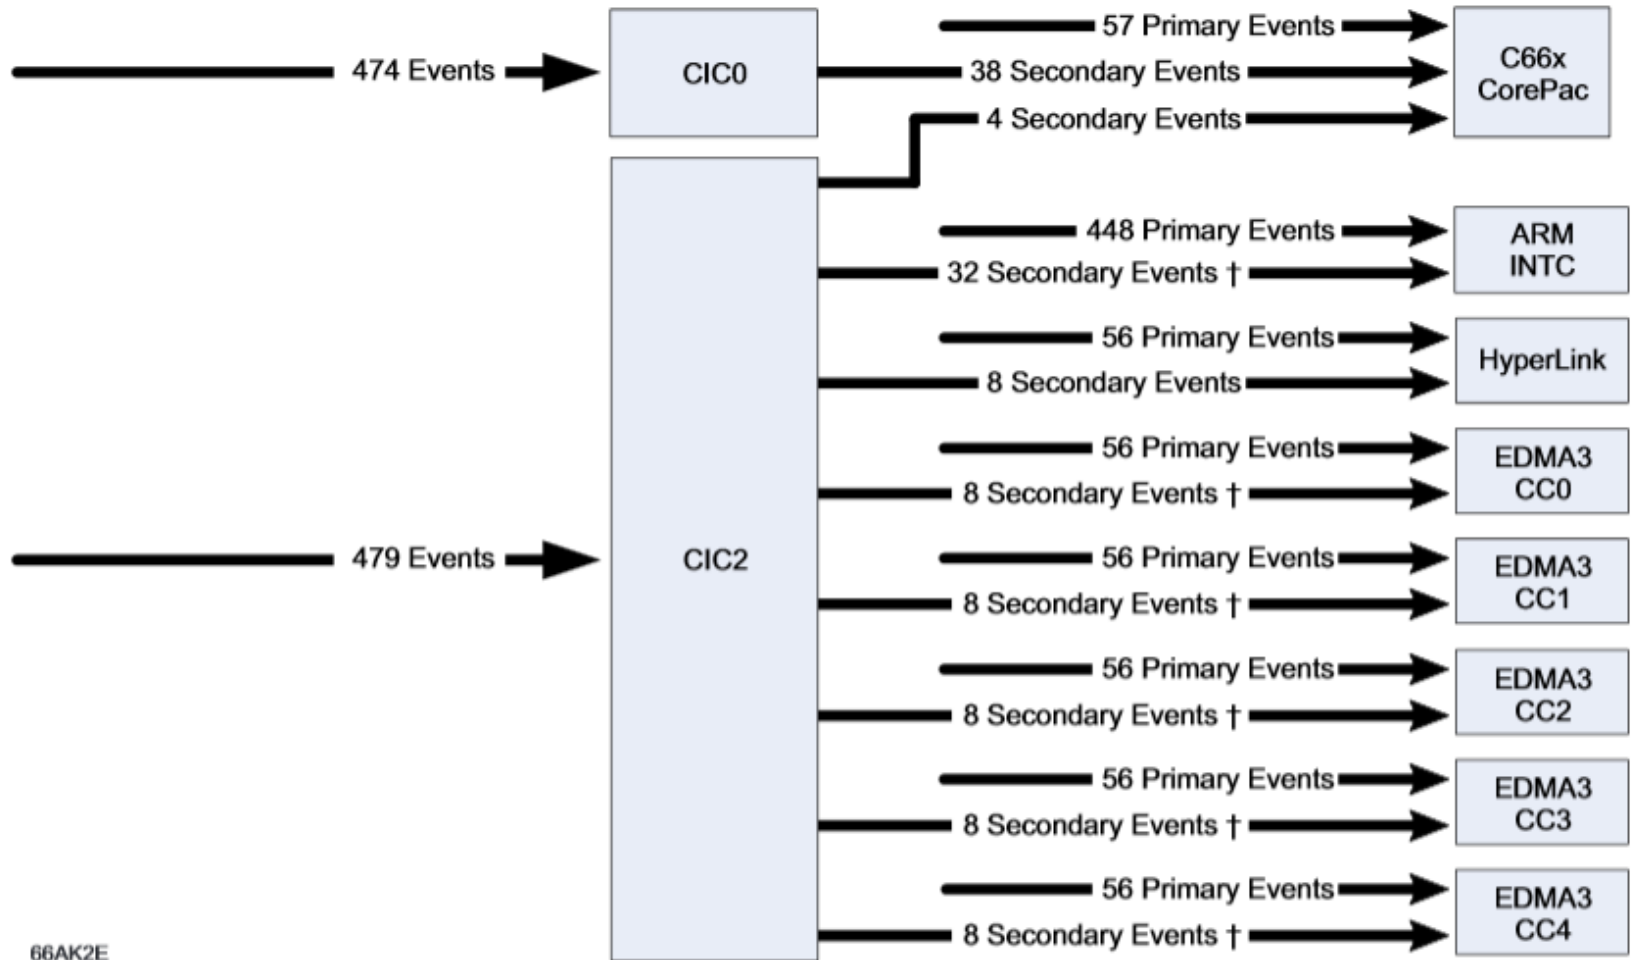 57 Primary Events
474 Events
CIC0
38 Secondary Events
C66x
CorePac
4 Secondary Events
448 Primary Events
ARM
INTC
32 Secondary Events †
56 Primary Events
HyperLink
8 Secondary Events
56 Primary Events
EDMA3
CC0
8 Secondary Events †
479 Events
CIC2
56 Primary Events
EDMA3
CC1
8 Secondary Events †
56 Primary Events
EDMA3
CC2
8 Secondary Events †
56 Primary Events
EDMA3
CC3
8 Secondary Events †
56 Primary Events
EDMA3
CC4
8 Secondary Events †
66AK2E